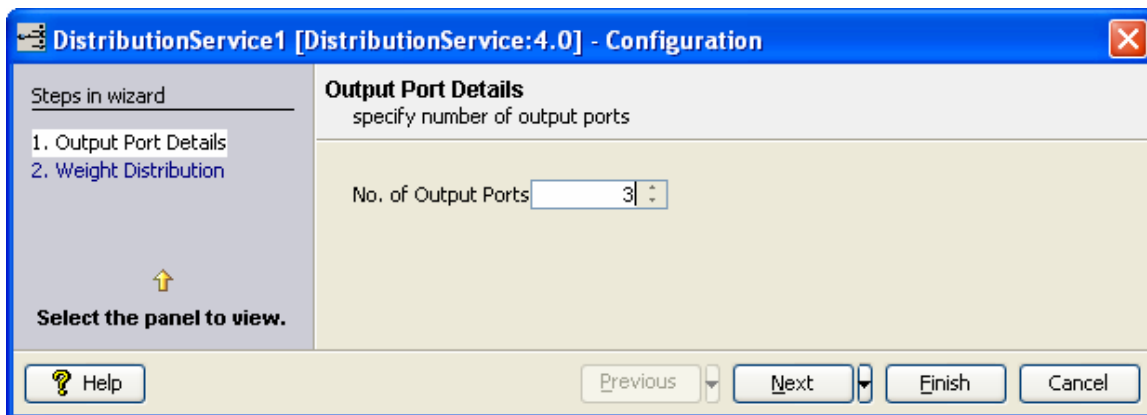 DistributionService1 [DistributionService:4.0] - Configuration
Steps in wizard
1. Output Port Details
2. Weight Distribution
Select the panel to view.
Output Port Details
specify number of output ports
No. of Output Ports 3
Help
Previous
Next
Finish
Cancel